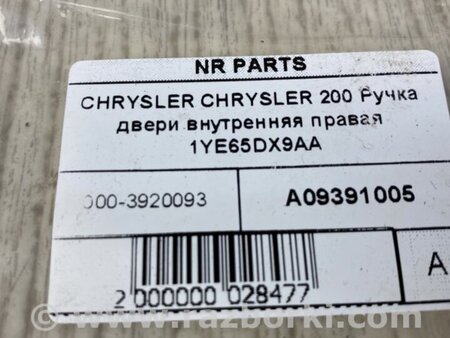 NR PARTS
CHRYSLER CHRYSLER 200 Ручка
двери внутренняя правая
1YE65DX9AA
000-3920093
A09391005
A
2 000000 028477
www.razborki.com